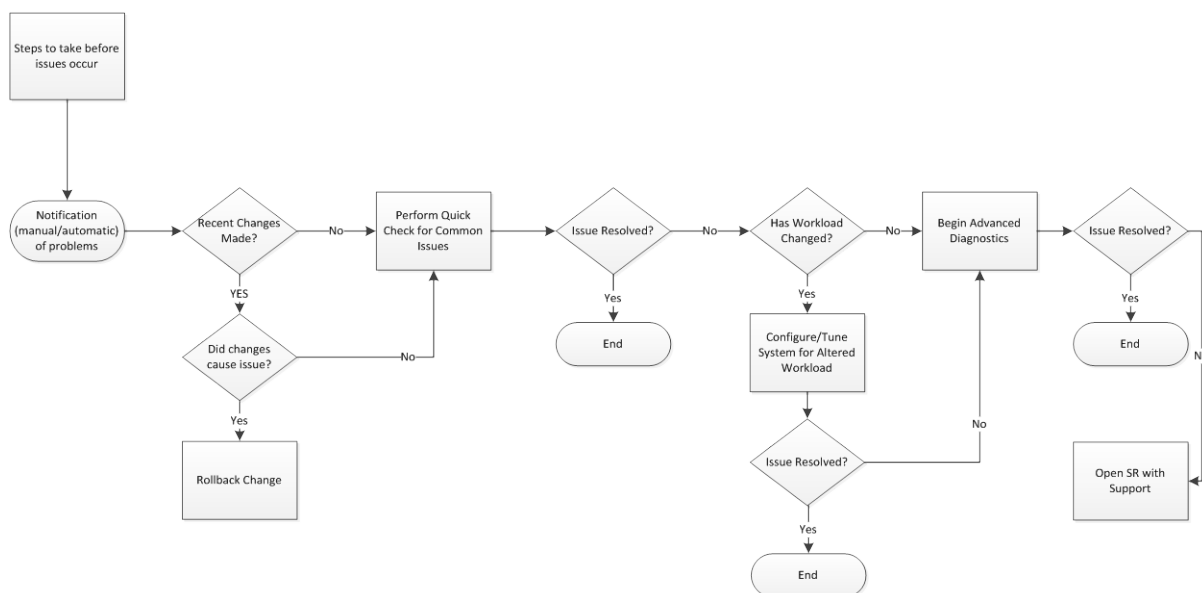 Steps to take before
issues occur
Notification
(manual/automatic)
of problems
Recent Changes
Made?
No
Perform Quick
Check for Common
Issues
Issue Resolved?
No
Has Workload
Changed?
No
Begin Advanced
Diagnostics
Issue Resolved?
YES
Yes
Yes
Yes
Did changes
cause issue?
No
End
Configure/Tune
System for Altered
Workload
End
Yes
Rollback Change
Issue Resolved?
No
Open SR with
Support
Yes
End